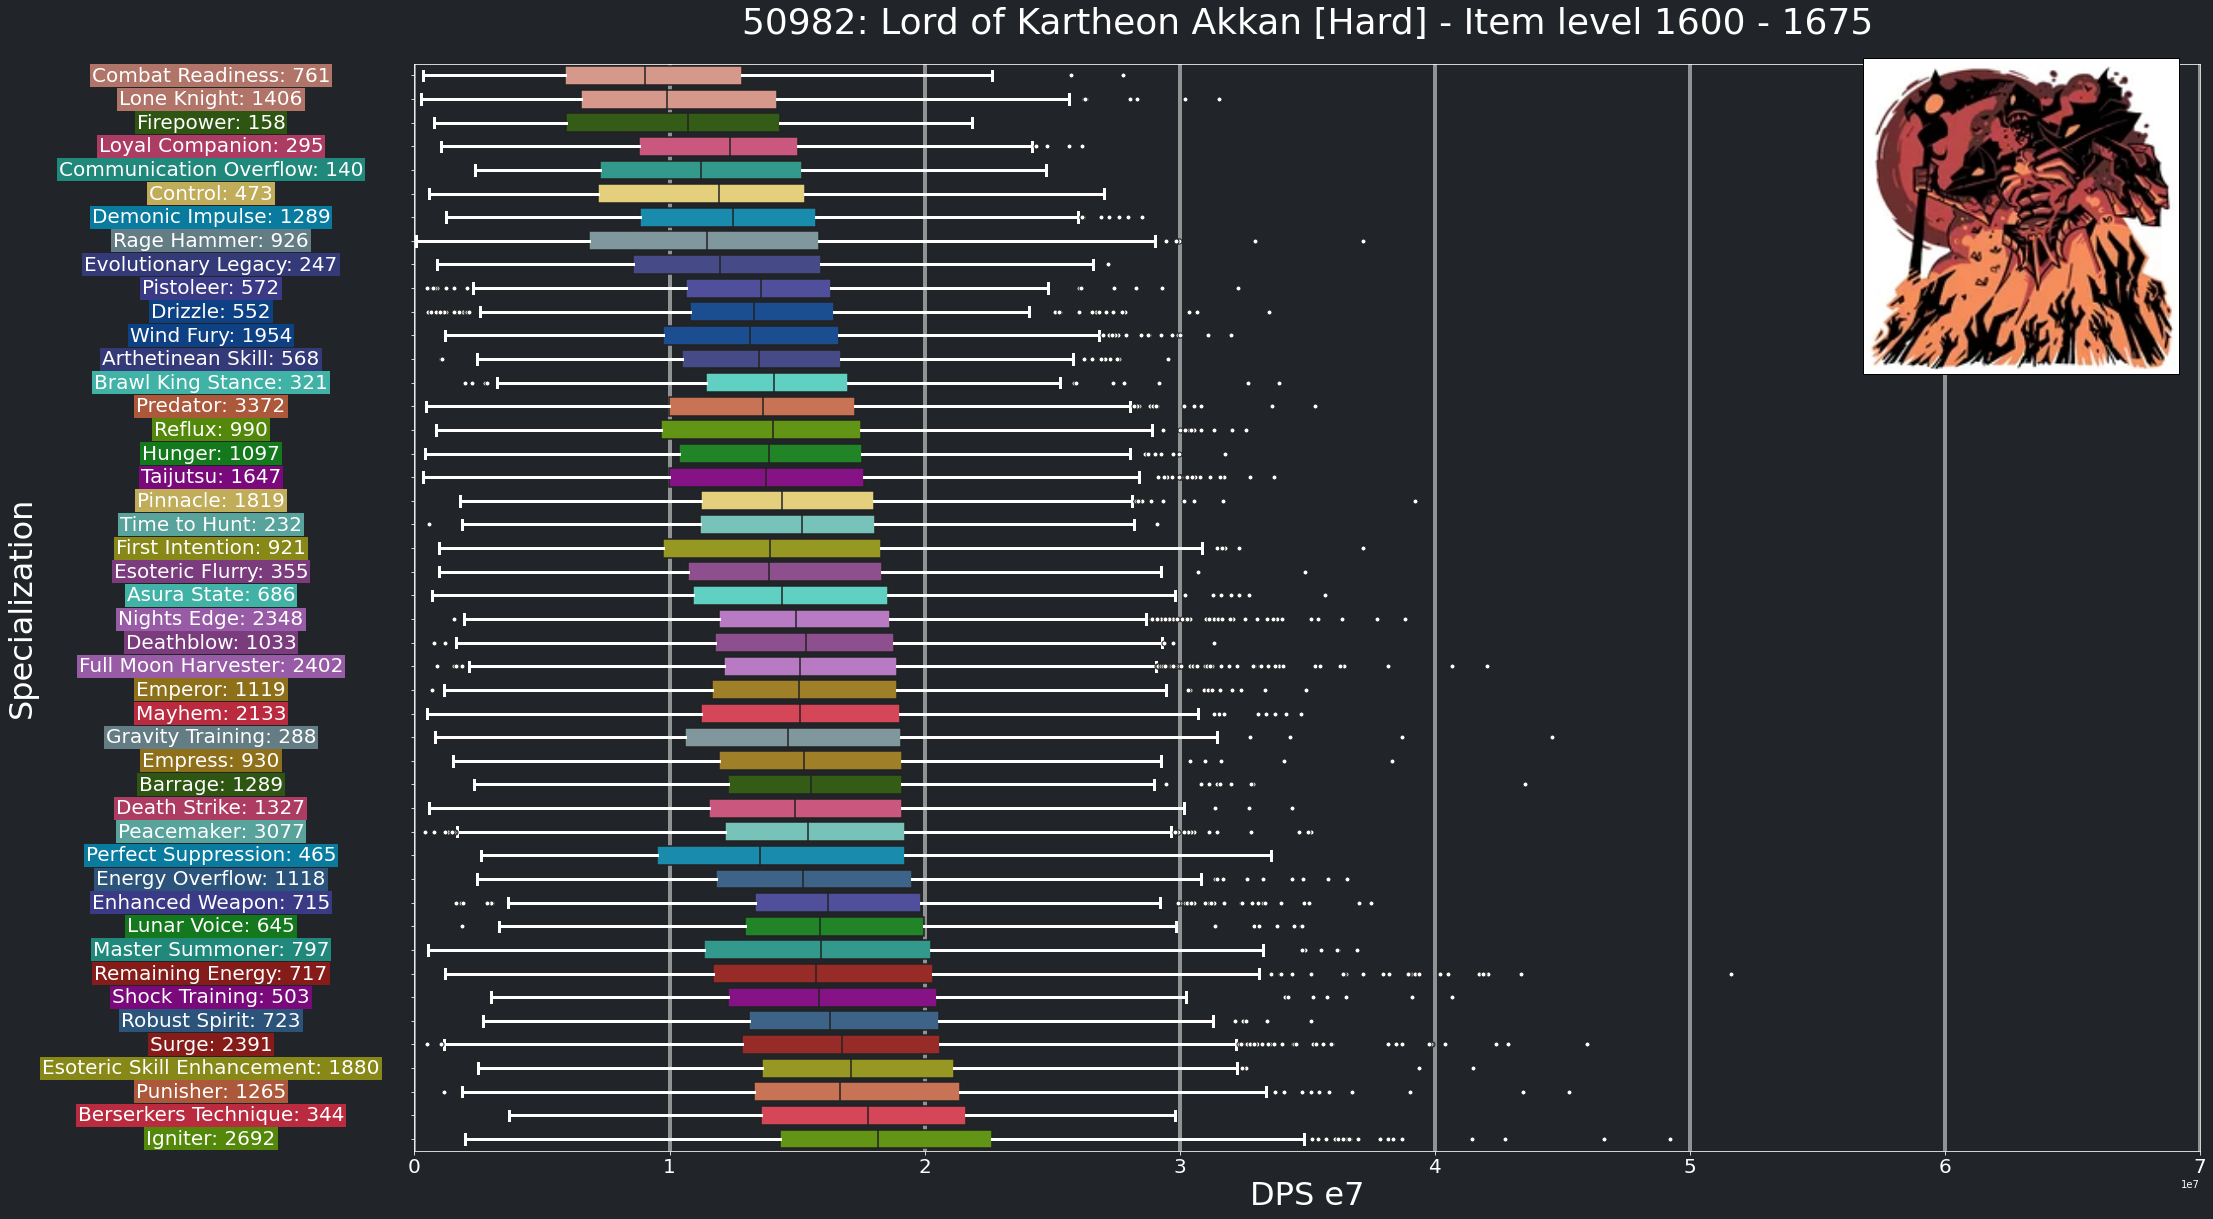 50982: Lord of Kartheon Akkan [Hard] - Item level 1600 - 1675
Combat Readiness: 761
Lone Knight: 1406
Firepower: 158
Loyal Companion: 295
Communication Overflow: 140
Control: 473
Demonic Impulse: 1289
Rage Hammer: 926
Evolutionary Legacy: 247
Pistoleer: 572
Drizzle: 552
Wind Fury: 1954
Arthetinean Skill: 568
Brawl King Stance: 321
Predator: 3372
Reflux: 990
Hunger: 1097
Taijutsu: 1647
Pinnacle: 1819
Time to Hunt: 232
First Intention: 921
Esoteric Flurry: 355
Asura State: 686
Nights Edge: 2348
Deathblow: 1033
Full Moon Harvester: 2402
Emperor: 1119
Mayhem: 2133
Gravity Training: 288
Empress: 930
Barrage: 1289
Death Strike: 1327
Peacemaker: 3077
Perfect Suppression: 465
Energy Overflow: 1118
Enhanced Weapon: 715
Lunar Voice: 645
Master Summoner: 797
Remaining Energy: 717
Shock Training: 503
Robust Spirit: 723
Surge: 2391
Esoteric Skill Enhancement: 1880
Punisher: 1265
Berserkers Technique: 344
Igniter: 2692
Specialization
0 1 2 3 4 5 6 7
1e7
DPS e7